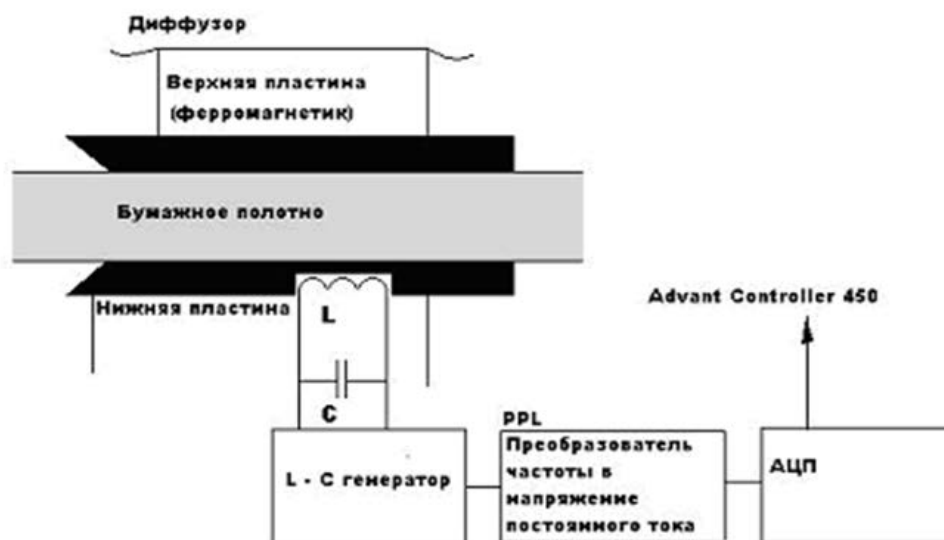 Диффузор
Верхняя пластина
(ферромагнетик)
Бумажное полотно
Нижняя пластина
L
C
Advant Controller 450
L - C генератор
PPL
Преобразователь
частоты в
напряжение
постоянного тока
АЦП